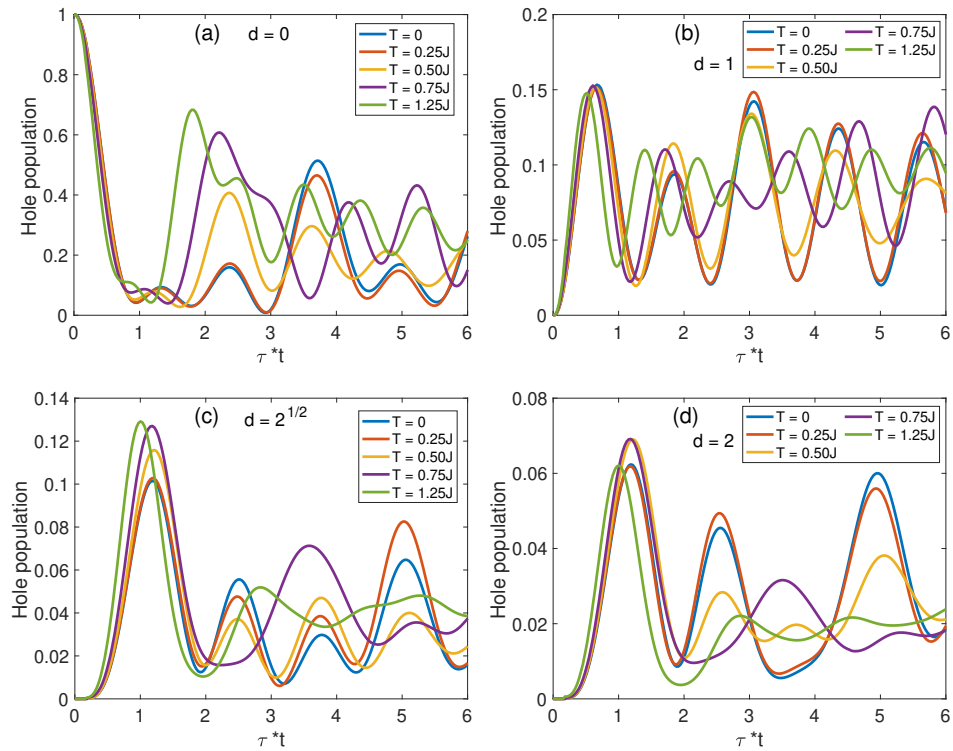 (a)
d = 0
T = 0
T = 0.25J
T = 0.50J
T = 0.75J
T = 1.25J
Hole population
1
0.8
0.6
0.4
0.2
0
0 1 2 3 4 5 6
τ *t
(b)
d = 1
T = 0
T = 0.25J
T = 0.50J
T = 0.75J
T = 1.25J
Hole population
0.2
0.15
0.1
0.05
0
0 1 2 3 4 5 6
τ *t
(c)
d = 2^{1/2}
T = 0
T = 0.25J
T = 0.50J
T = 0.75J
T = 1.25J
Hole population
0.14
0.12
0.1
0.08
0.06
0.04
0.02
0
0 1 2 3 4 5 6
τ *t
(d)
d = 2
T = 0
T = 0.25J
T = 0.50J
T = 0.75J
T = 1.25J
Hole population
0.08
0.06
0.04
0.02
0
0 1 2 3 4 5 6
τ *t